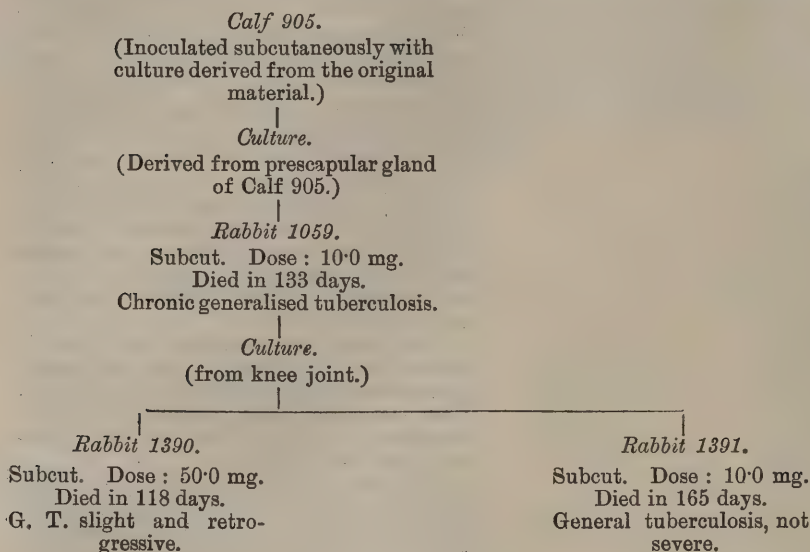 Calf 905.
(Inoculated subcutaneously with
culture derived from the original
material.)
Culture.
(Derived from prescapular gland
of Calf 905.)
Rabbit 1059.
Subcut. Dose : 10·0 mg.
Died in 133 days.
Chronic generalised tuberculosis.
Culture.
(from knee joint.)
Rabbit 1390.
Subcut. Dose : 50·0 mg.
Died in 118 days.
G. T. slight and retro-
gressive.
Rabbit 1391.
Subcut. Dose : 10·0 mg.
Died in 165 days.
General tuberculosis, not
severe.